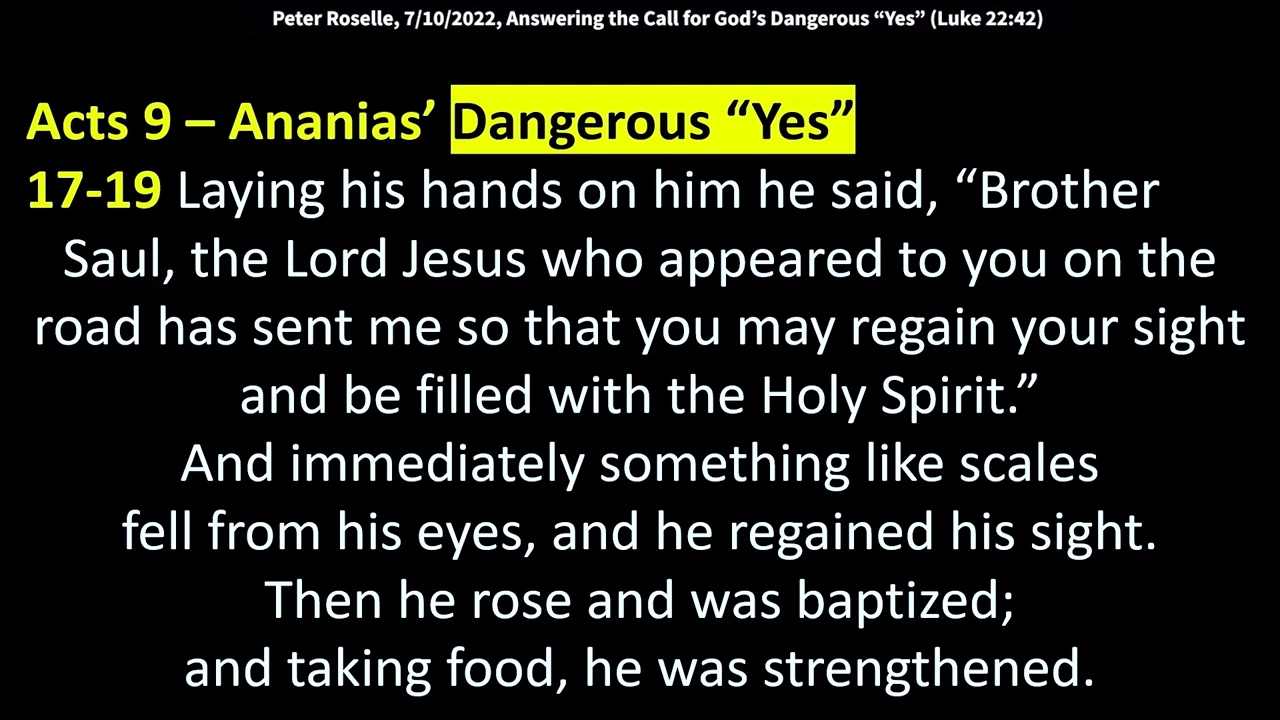 Peter Roselle, 7/10/2022, Answering the Call for God’s Dangerous “Yes” (Luke 22:42)
Acts 9 – Ananias’ Dangerous “Yes”
17-19 Laying his hands on him he said, “Brother
Saul, the Lord Jesus who appeared to you on the
road has sent me so that you may regain your sight
and be filled with the Holy Spirit.”
And immediately something like scales
fell from his eyes, and he regained his sight.
Then he rose and was baptized;
and taking food, he was strengthened.